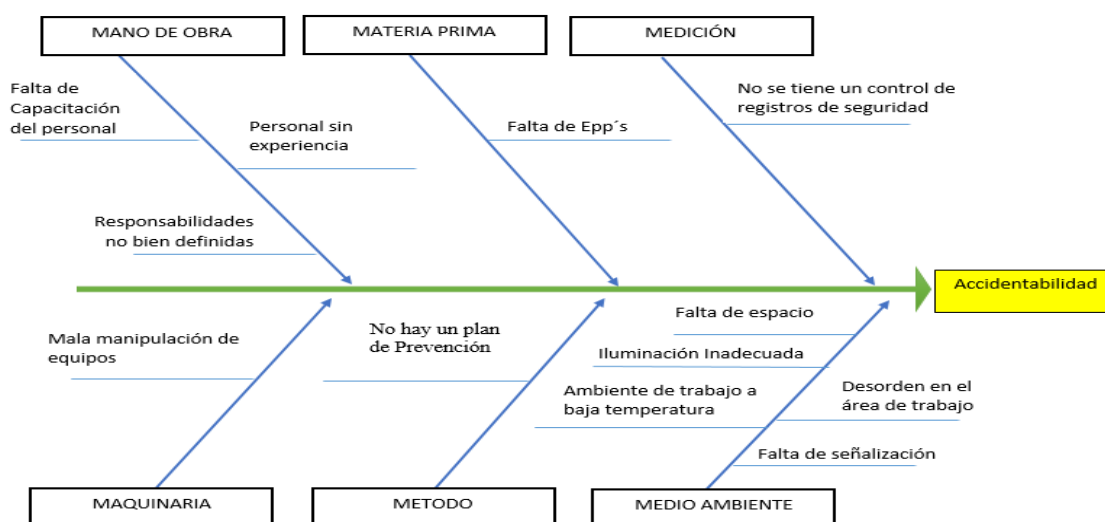 MANO DE OBRA
MATERIA PRIMA
MEDICIÓN
Falta de
Capacitación
del personal
Personal sin
experiencia
Responsabilidades
no bien definidas
Falta de Epp´s
No se tiene un control de
registros de seguridad
Accidentabilidad
Mala manipulación de
equipos
No hay un plan
de Prevención
Falta de espacio
Iluminación Inadecuada
Ambiente de trabajo a
baja temperatura
Desorden en el
área de trabajo
Falta de señalización
MAQUINARIA
METODO
MEDIO AMBIENTE